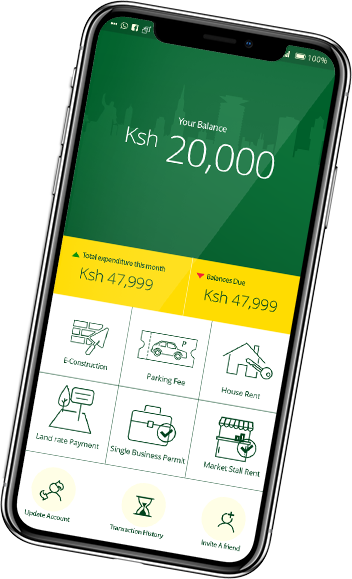 100%
Your Balance
Ksh 20,000
Total expenditure this month
Ksh 47,999
Balances Due
Ksh 47,999
E-Construction
P
Parking Fee
House Rent
Land rate Payment
Single Business Permit
Market Stall Rent
Update Account
Transaction History
Invite A friend